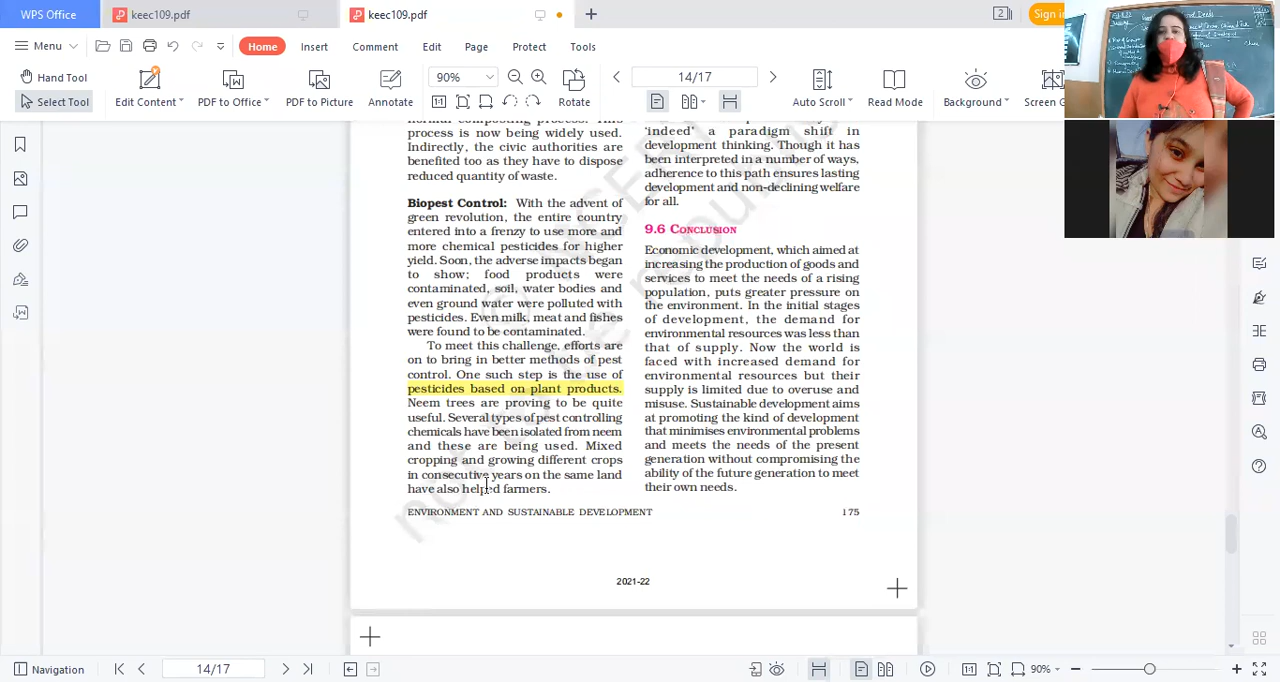 WPS Office
keec109.pdf
keec109.pdf
2
Sign in
Menu
Home
Insert
Comment
Edit
Page
Protect
Tools
Hand Tool
Select Tool
Edit Content
PDF to Office
PDF to Picture
Annotate
90%
Rotate
14/17
Auto Scroll
Read Mode
Background
process is now being widely used.
Indirectly, the civic authorities are
benefited too as they have to dispose
reduced quantity of waste.
Biopest Control: With the advent of
green revolution, the entire country
entered into a frenzy to use more and
more chemical pesticides for higher
yield. Soon, the adverse impacts began
to show; food products were
contaminated, soil, water bodies and
even ground water were polluted with
pesticides. Even milk, meat and fishes
were found to be contaminated.
To meet this challenge, efforts are
on to bring in better methods of pest
control. One such step is the use of
pesticides based on plant products.
Neem trees are proving to be quite
useful. Several types of pest controlling
chemicals have been isolated from neem
and these are being used. Mixed
cropping and growing different crops
in consecutive years on the same land
have also helped farmers.
'indeed' a paradigm shift in
development thinking. Though it has
been interpreted in a number of ways,
adherence to this path ensures lasting
development and non-declining welfare
for all.
9.6 CONCLUSION
Economic development, which aimed at
increasing the production of goods and
services to meet the needs of a rising
population, puts greater pressure on
the environment. In the initial stages
of development, the demand for
environmental resources was less than
that of supply. Now the world is
faced with increased demand for
environmental resources but their
supply is limited due to overuse and
misuse. Sustainable development aims
at promoting the kind of development
that minimises environmental problems
and meets the needs of the present
generation without compromising the
ability of the future generation to meet
their own needs.
ENVIRONMENT AND SUSTAINABLE DEVELOPMENT 175
2021-22
Navigation
14/17
90%